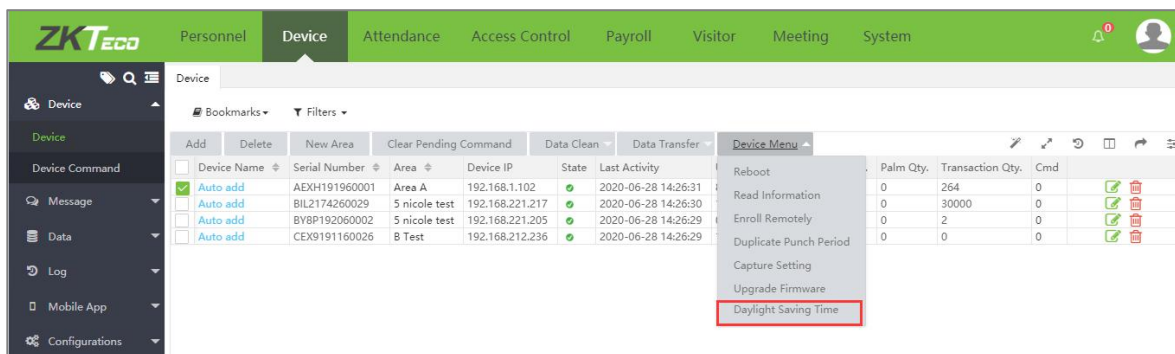 ZKTeco
Personnel Device Attendance Access Control Payroll Visitor Meeting System 0
Device
Device
Bookmarks Filters
Device
Add Delete New Area Clear Pending Command Data Clean Data Transfer Device Menu
Device Command
Device Name Serial Number Area Device IP State Last Activity Palm Qty. Transaction Qty. Cmd
Auto add AEXH191960001 Area A 192.168.1.102 2020-06-28 14:26:31 0 264 0
Auto add BIL2174260029 5 nicole test 192.168.221.217 2020-06-28 14:26:30 0 30000 0
Auto add BY8P192060002 5 nicole test 192.168.221.205 2020-06-28 14:26:29 0 2 0
Auto add CEX9191160026 B Test 192.168.212.236 2020-06-28 14:26:29 0 0 0
Message
Data
Log
Mobile App
Configurations
Reboot
Read Information
Enroll Remotely
Duplicate Punch Period
Capture Setting
Upgrade Firmware
Daylight Saving Time